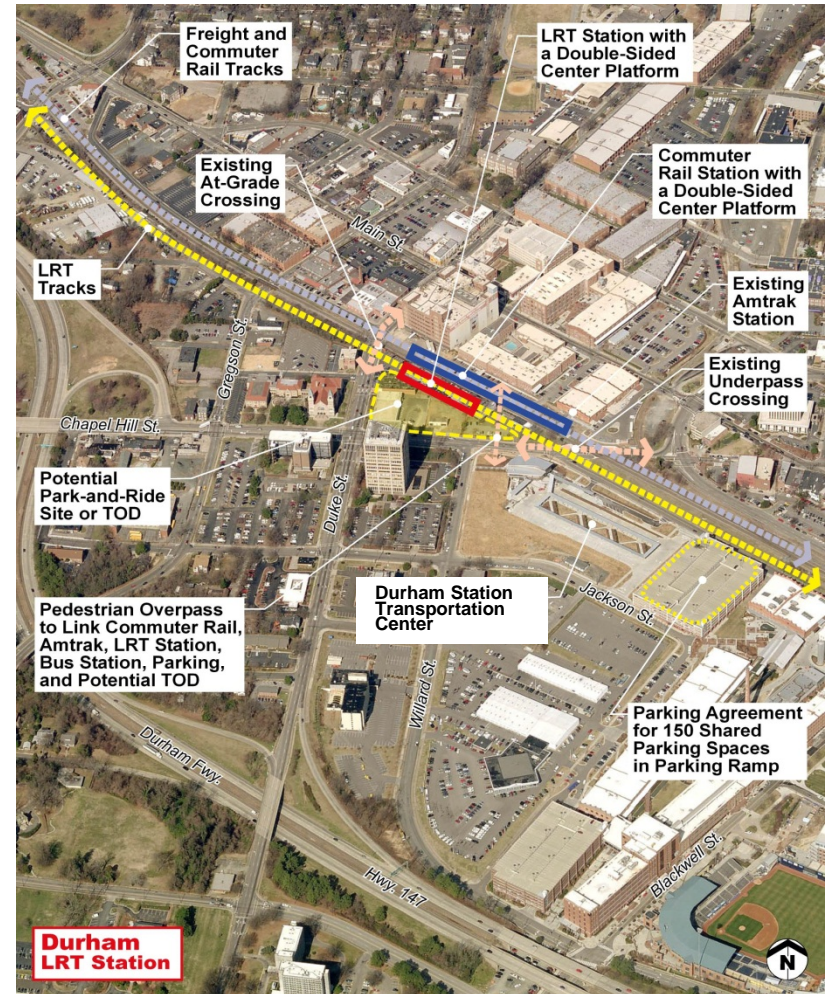 Freight and
Commuter
Rail Tracks
LRT Station with
a Double-Sided
Center Platform
Existing
At-Grade
Crossing
Commuter
Rail Station with
a Double-Sided
Center Platform
Main St.
LRT
Tracks
Existing
Amtrak
Station
Gregson St.
Existing
Underpass
Crossing
Chapel Hill St.
Potential
Park-and-Ride
Site or TOD
Duke St.
Durham Station
Transportation
Center
Jackson St.
Pedestrian Overpass
to Link Commuter Rail,
Amtrak, LRT Station,
Bus Station, Parking,
and Potential TOD
Willard St.
Parking Agreement
for 150 Shared
Parking Spaces
in Parking Ramp
Durham Fwy.
Blackwell St.
Hwy. 147
Durham
LRT Station
N